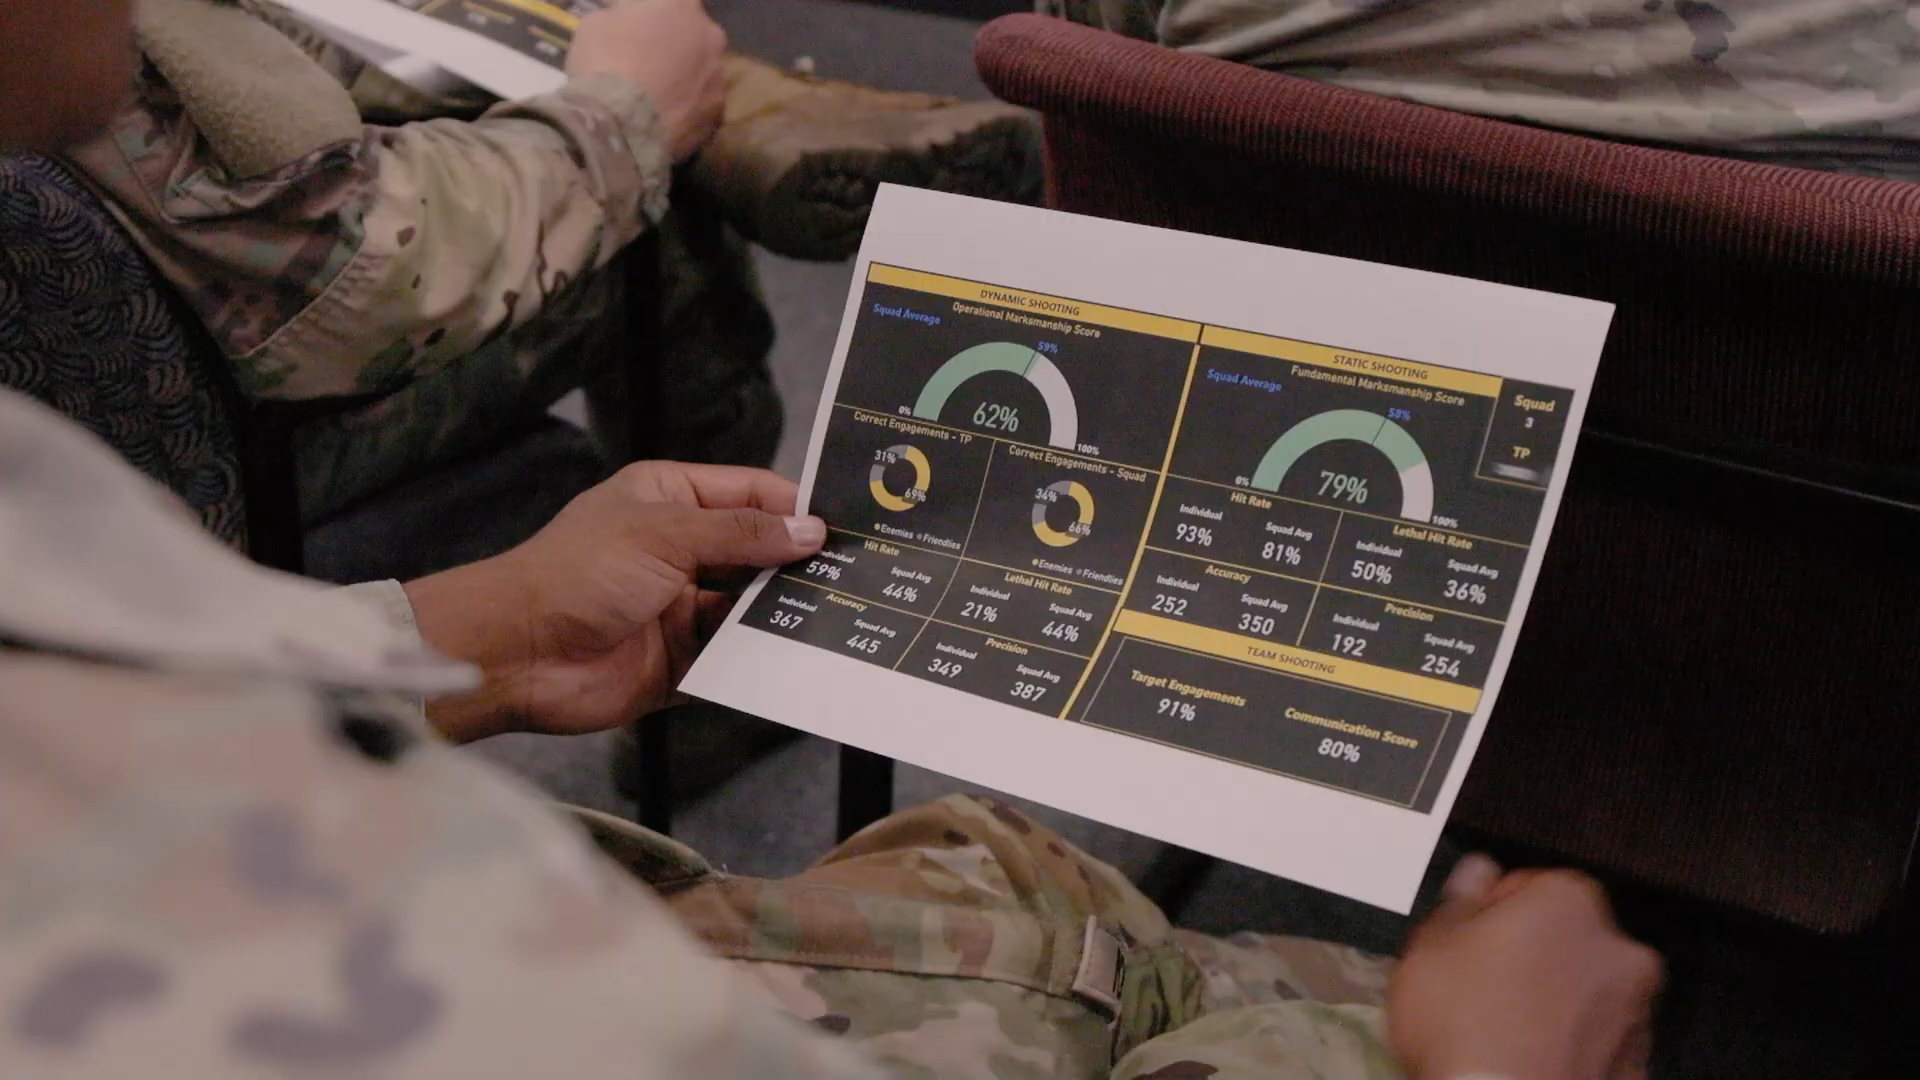 DYNAMIC SHOOTING
Operational Marksmanship Score
Squad Average
59%
0%
62%
100%
Correct Engagements - TP
31%
69%
Enemies Friendlies
Correct Engagements - Squad
34%
66%
Enemies Friendlies
Hit Rate
Individual
59%
Squad Avg
44%
Lethal Hit Rate
Individual
21%
Squad Avg
44%
Accuracy
Individual
367
Squad Avg
445
Precision
Individual
349
Squad Avg
387
STATIC SHOOTING
Fundamental Marksmanship Score
Squad Average
58%
0%
79%
100%
Squad
3
TP
Hit Rate
Individual
93%
Squad Avg
81%
Lethal Hit Rate
Individual
50%
Squad Avg
36%
Accuracy
Individual
252
Squad Avg
350
Precision
Individual
192
Squad Avg
254
TEAM SHOOTING
Target Engagements
91%
Communication Score
80%